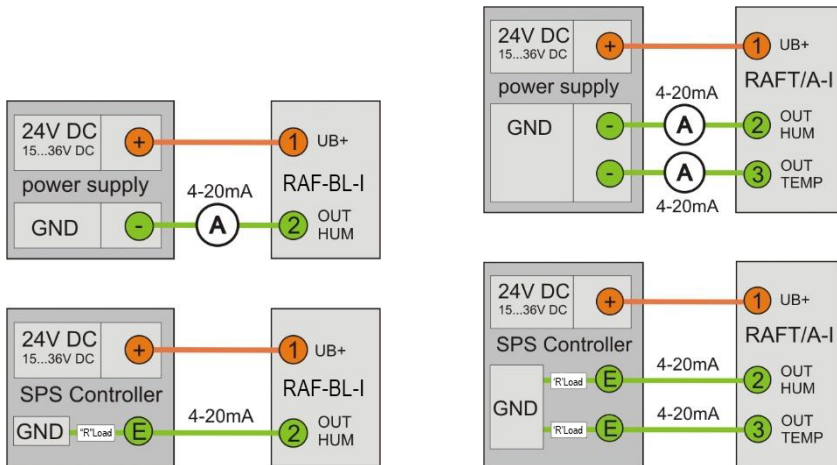 24V DC
15...36V DC
+
1
UB+
power supply
RAF-BL-I
4-20mA
GND
-
A
2
OUT
HUM
24V DC
15...36V DC
+
1
UB+
SPS Controller
RAF-BL-I
4-20mA
GND
"R"Load
E
2
OUT
HUM
24V DC
15...36V DC
+
1
UB+
power supply
RAFT/A-I
4-20mA
GND
-
A
2
OUT
HUM
-
A
3
OUT
TEMP
4-20mA
24V DC
15...36V DC
+
1
UB+
SPS Controller
RAFT/A-I
4-20mA
'R'Load
E
2
OUT
HUM
GND
4-20mA
'R'Load
E
3
OUT
TEMP